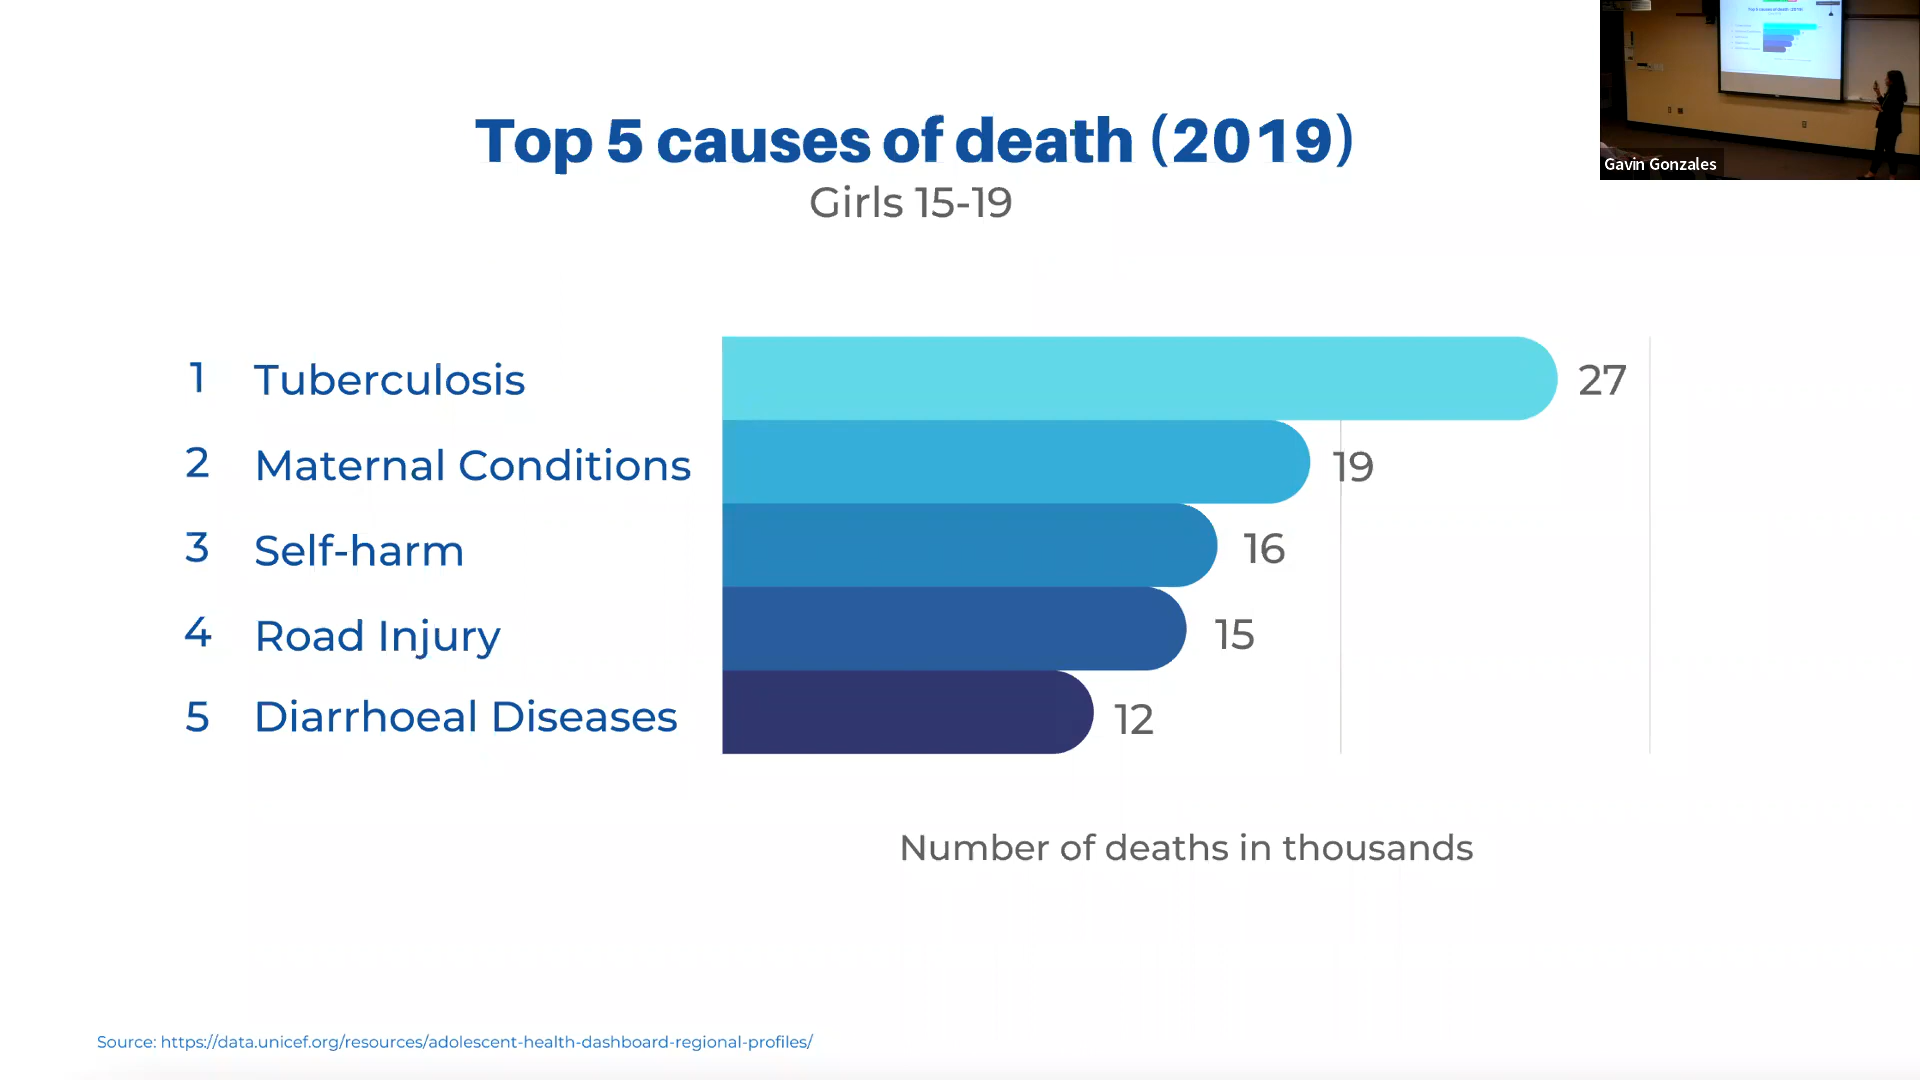 Top 5 causes of death (2019)
Girls 15-19
Gavin Gonzales
1 Tuberculosis 27
2 Maternal Conditions 19
3 Self-harm 16
4 Road Injury 15
5 Diarrhoeal Diseases 12
Number of deaths in thousands
Source: https://data.unicef.org/resources/adolescent-health-dashboard-regional-profiles/